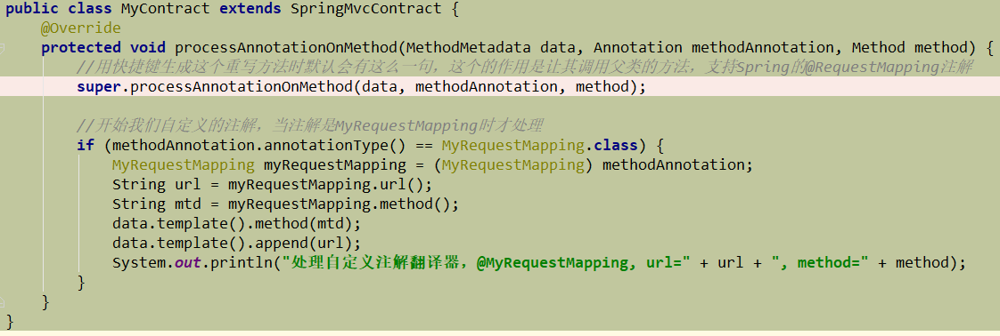 public class MyContract extends SpringMvcContract {
@Override
protected void processAnnotationOnMethod(MethodMetadata data, Annotation methodAnnotation, Method method) {
//用快捷键生成这个重写方法时默认会有这么一句，这个的作用是让其调用父类的方法，支持Spring的@RequestMapping注解
super.processAnnotationOnMethod(data, methodAnnotation, method);
//开始我们自定义的注解，当注解是MyRequestMapping时才处理
if (methodAnnotation.annotationType() == MyRequestMapping.class) {
MyRequestMapping myRequestMapping = (MyRequestMapping) methodAnnotation;
String url = myRequestMapping.url();
String mtd = myRequestMapping.method();
data.template().method(mtd);
data.template().append(url);
System.out.println("处理自定义注解翻译器，@MyRequestMapping, url=" + url + ", method=" + method);
}
}
}